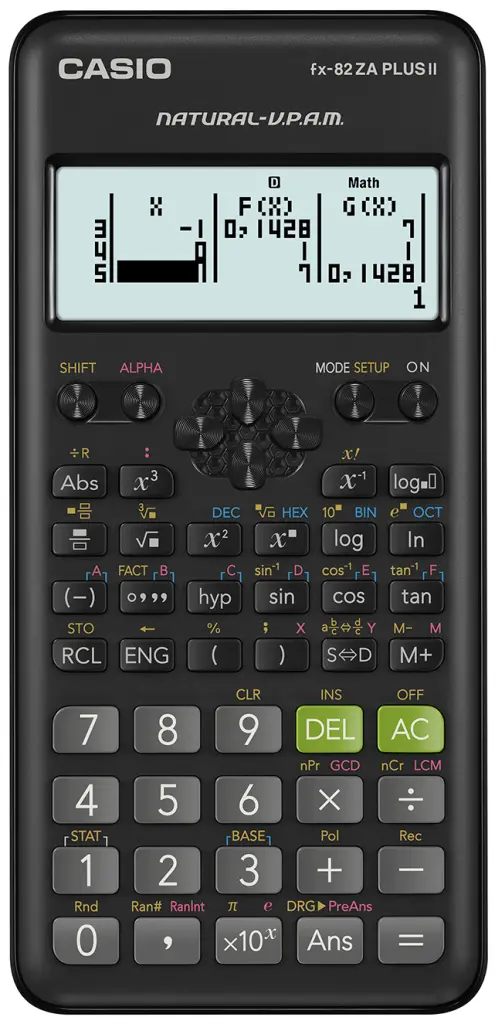 CASIO fx-82ZA PLUS II
NATURAL-V.P.A.M.
D Math
X F(X) G(X)
3 -1 0,1428 7
4 0 1 1
5 7 0,1428
1
SHIFT ALPHA MODE SETUP ON
÷R : x!
Abs x³ x⁻¹ log■▯
■▯/▯ ³√■ DEC ■√▯ HEX 10■ BIN e■ OCT
■/▯ √■ x² x■ log ln
A FACT B C sin⁻¹ D cos⁻¹ E tan⁻¹ F
(−) °,,, hyp sin cos tan
STO ← % ; X a b/c⇔d/c Y M− M
RCL ENG ( ) S⇔D M+
CLR INS OFF
7 8 9 DEL AC
nPr GCD nCr LCM
4 5 6 × ÷
STAT BASE Pol Rec
1 2 3 + −
Rnd Ran# RanInt π e DRG▶ PreAns
0 , ×10ˣ Ans =